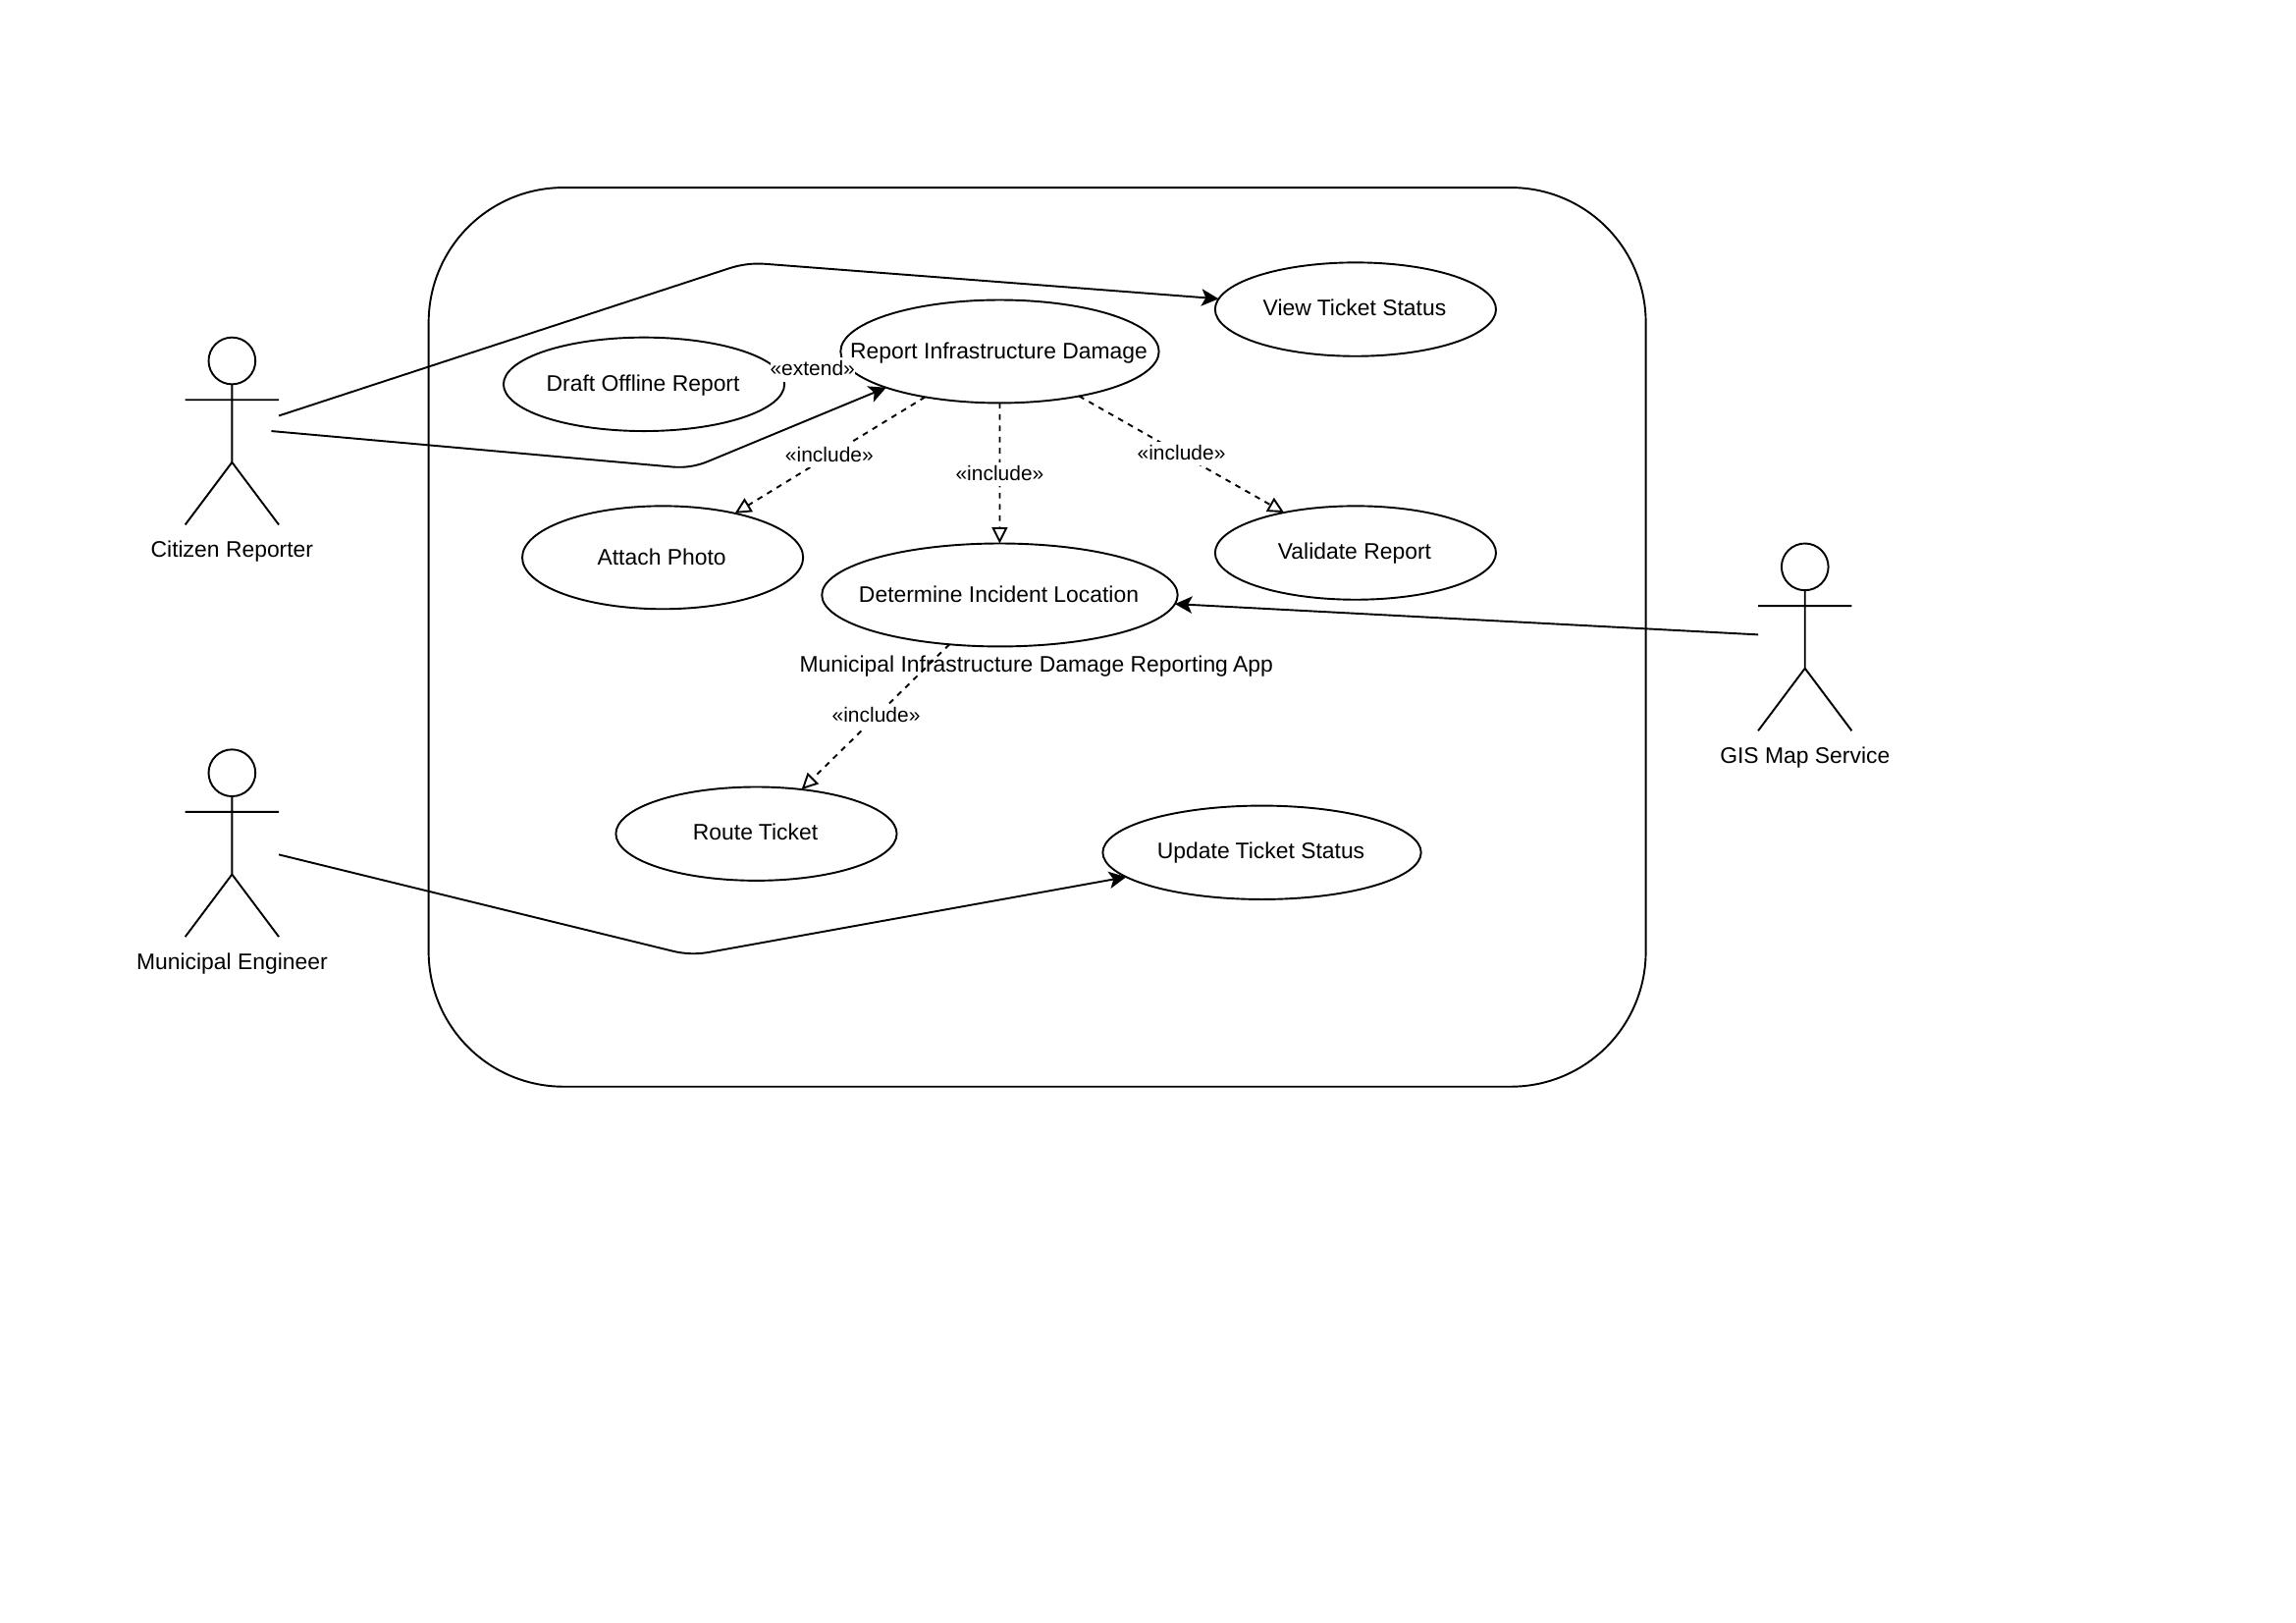 View Ticket Status
Report Infrastructure Damage
«extend»
Draft Offline Report
«include»
«include»
«include»
Citizen Reporter
Attach Photo
Validate Report
Determine Incident Location
Municipal Infrastructure Damage Reporting App
«include»
GIS Map Service
Route Ticket
Update Ticket Status
Municipal Engineer